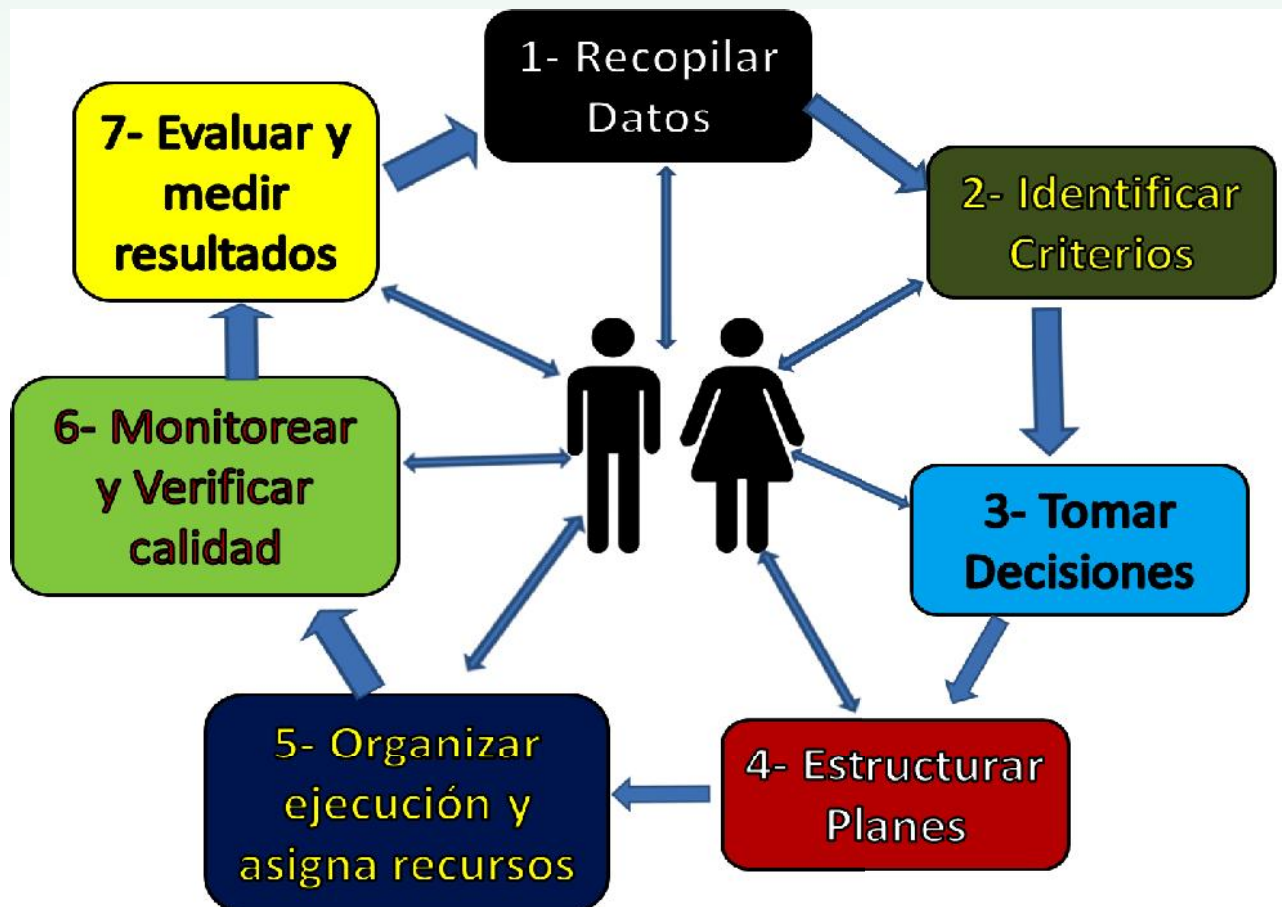 1- Recopilar
Datos
2- Identificar
Criterios
3- Tomar
Decisiones
4- Estructurar
Planes
5- Organizar
ejecución y
asigna recursos
6- Monitorear
y Verificar
calidad
7- Evaluar y
medir
resultados